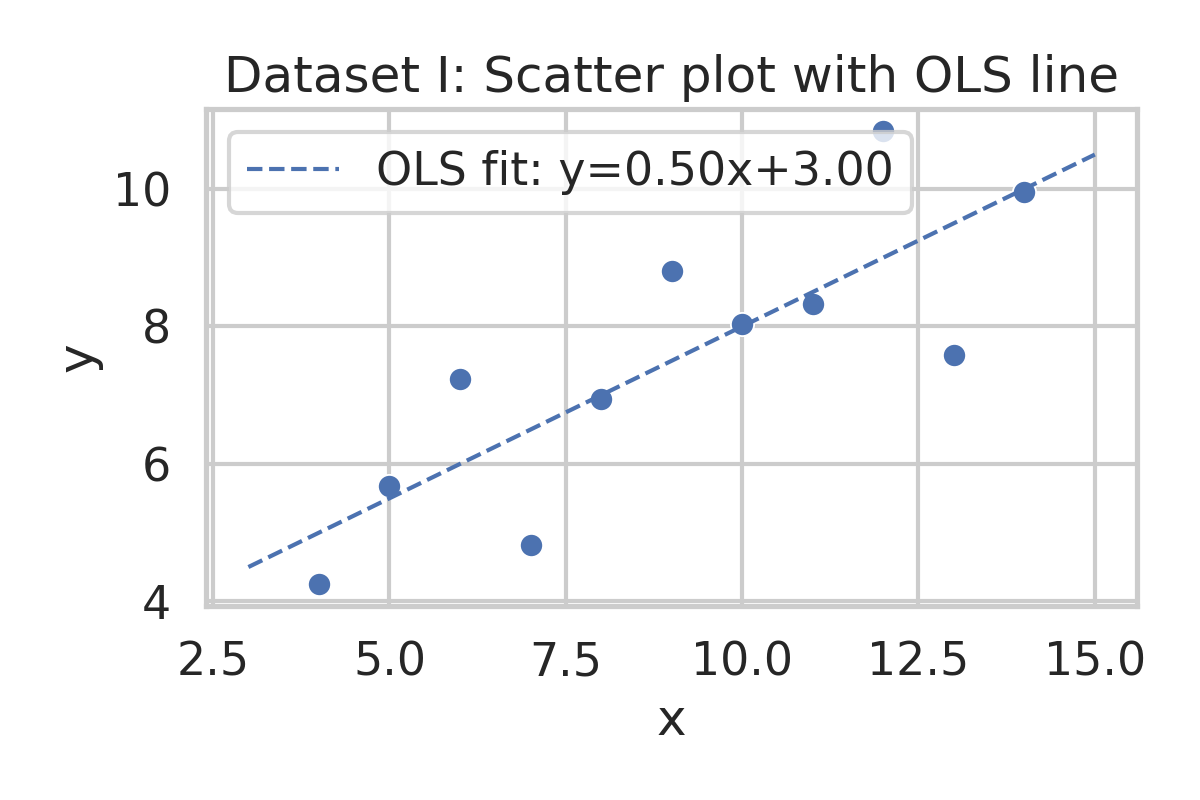 Dataset I: Scatter plot with OLS line
OLS fit: y=0.50x+3.00
10
8
6
4
y
2.5 5.0 7.5 10.0 12.5 15.0
x